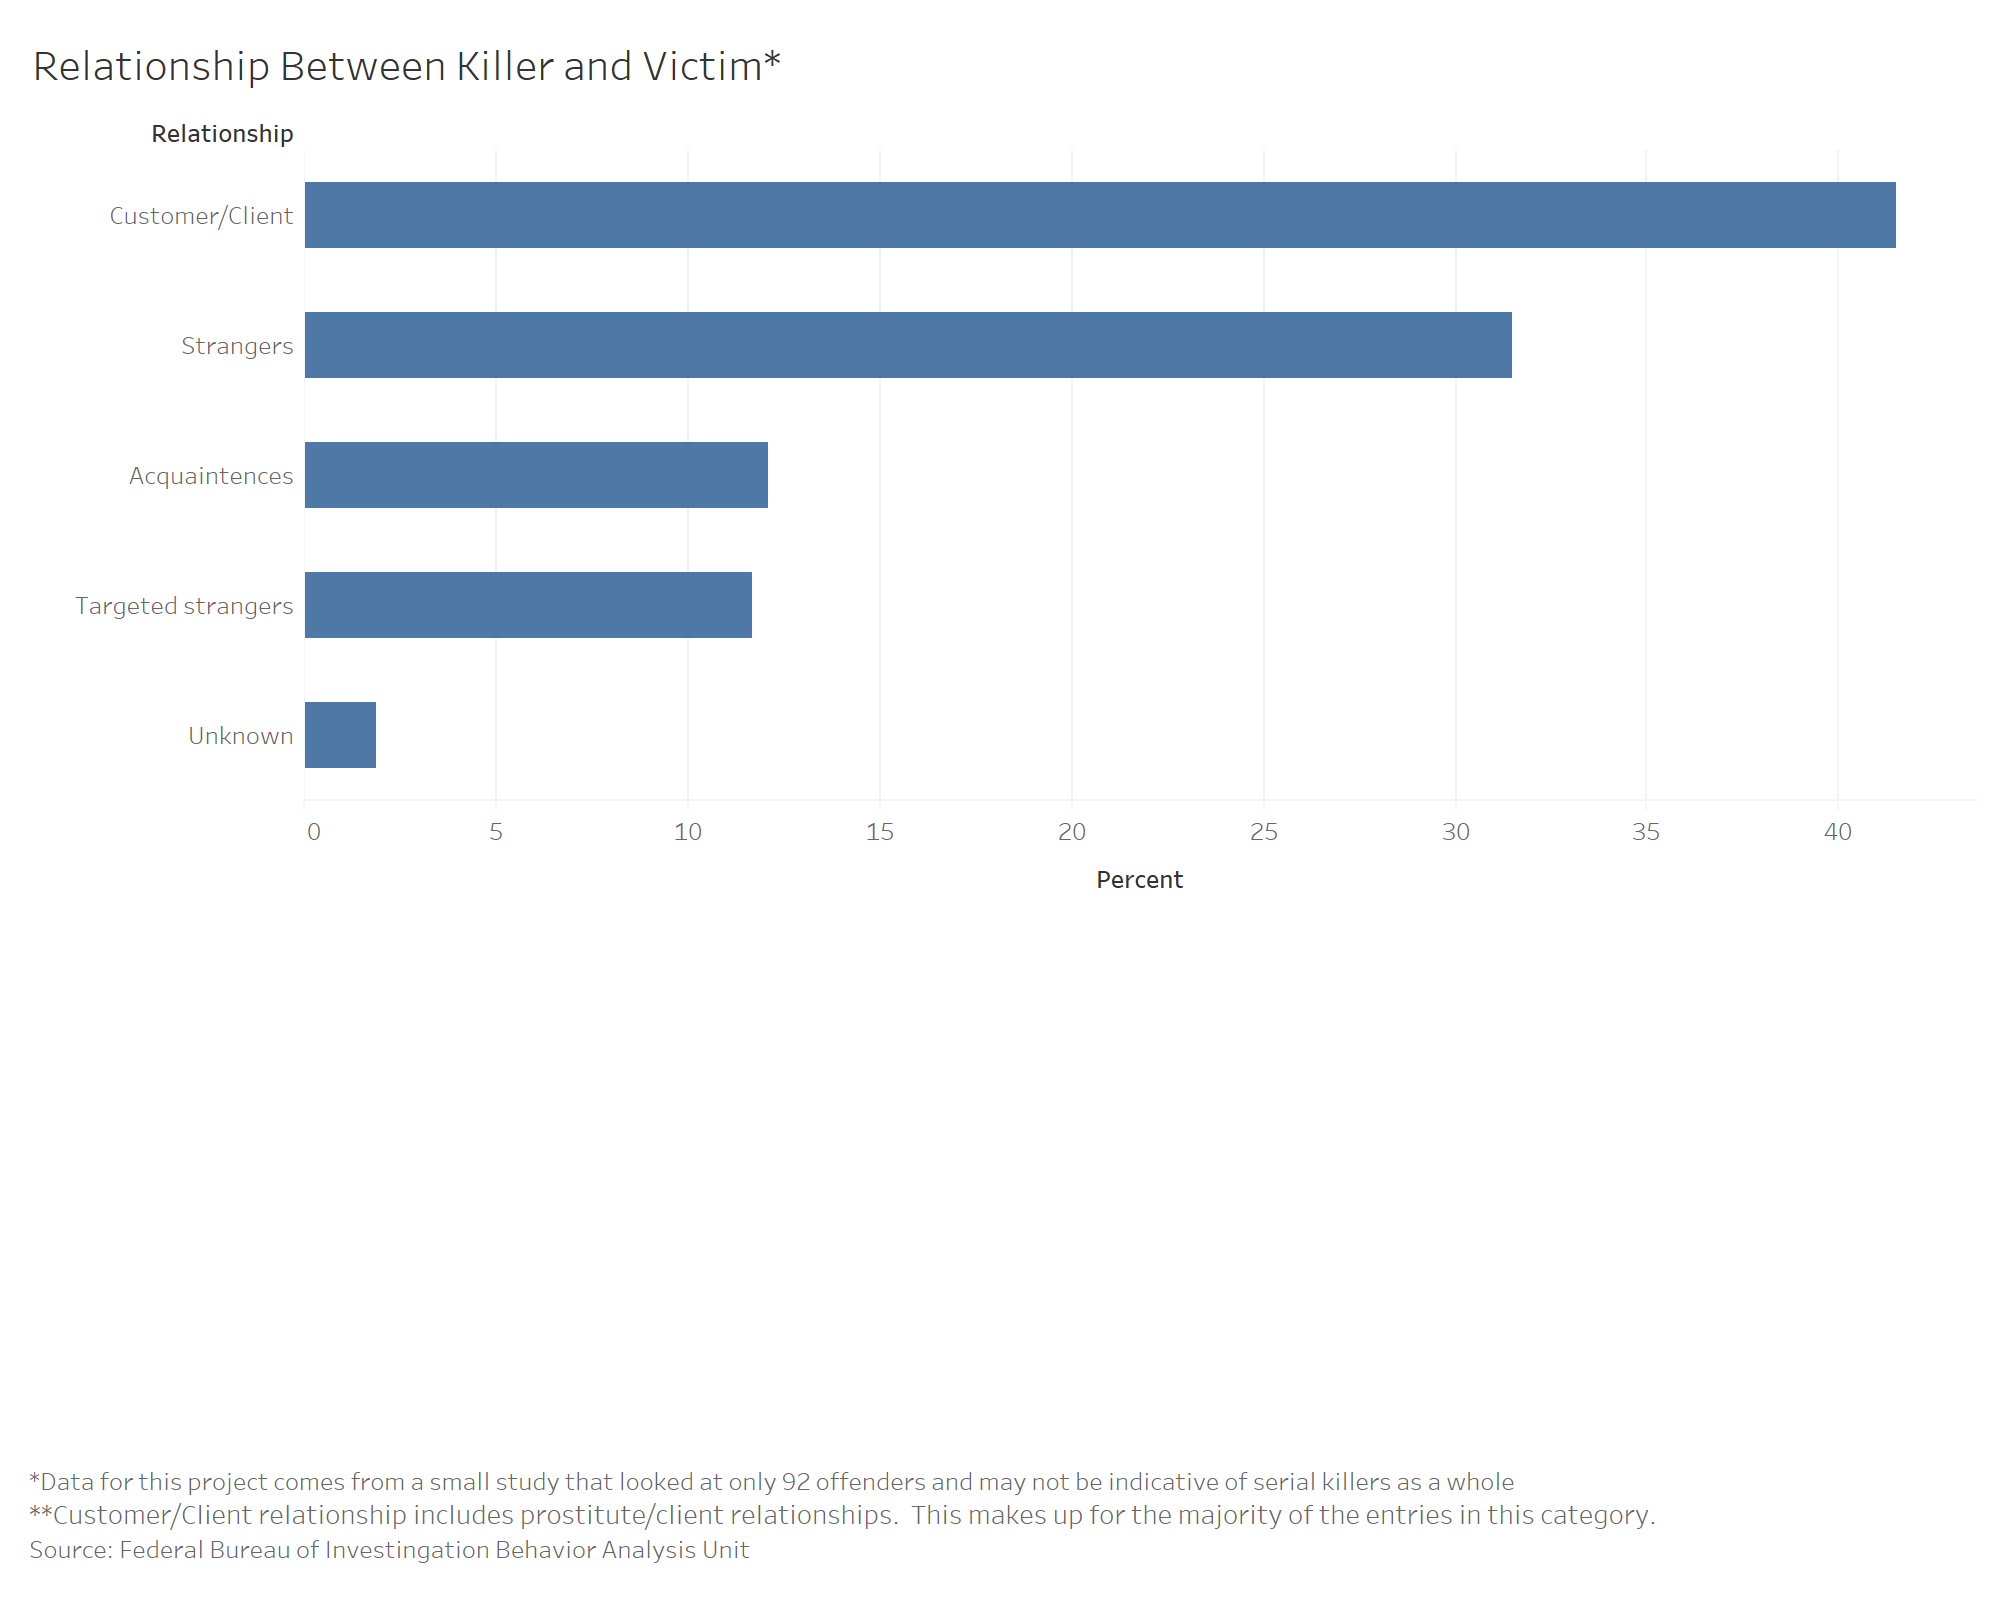 Relationship Between Killer and Victim*
Relationship
Customer/Client
Strangers
Acquaintences
Targeted strangers
Unknown
0 5 10 15 20 25 30 35 40
Percent
*Data for this project comes from a small study that looked at only 92 offenders and may not be indicative of serial killers as a whole
**Customer/Client relationship includes prostitute/client relationships.  This makes up for the majority of the entries in this category.
Source: Federal Bureau of Investingation Behavior Analysis Unit